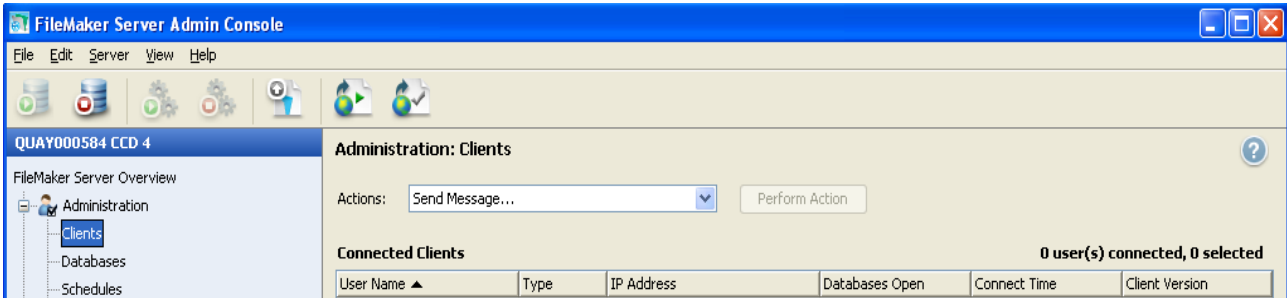 FileMaker Server Admin Console
File Edit Server View Help
QUAY000584 CCD 4
FileMaker Server Overview
Administration
Clients
Databases
Schedules
Administration: Clients
Actions: Send Message... Perform Action
Connected Clients 0 user(s) connected, 0 selected
User Name Type IP Address Databases Open Connect Time Client Version